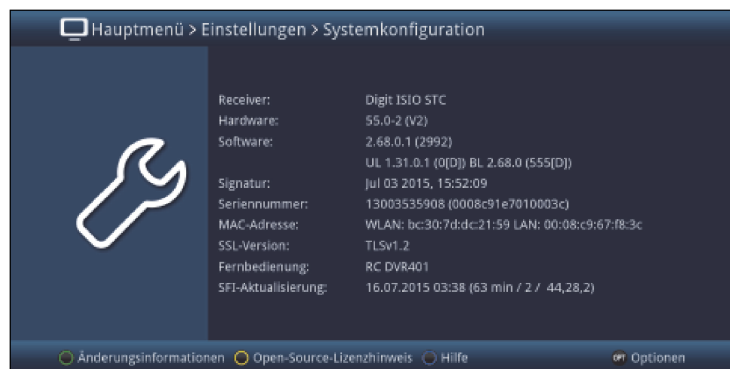 Hauptmenü > Einstellungen > Systemkonfiguration
Receiver: Digit ISIO STC
Hardware: 55.0-2 (V2)
Software: 2.68.0.1 (2992)
UL 1.31.0.1 (0[D]) BL 2.68.0 (555[D])
Signatur: Jul 03 2015, 15:52:09
Seriennummer: 13003535908 (0008c91e7010003c)
MAC-Adresse: WLAN: bc:30:7d:dc:21:59 LAN: 00:08:c9:67:f8:3c
SSL-Version: TLSv1.2
Fernbedienung: RC DVR401
SFI-Aktualisierung: 16.07.2015 03:38 (63 min / 2 / 44,28,2)
Änderungsinformationen Open-Source-Lizenzhinweis Hilfe OPT Optionen